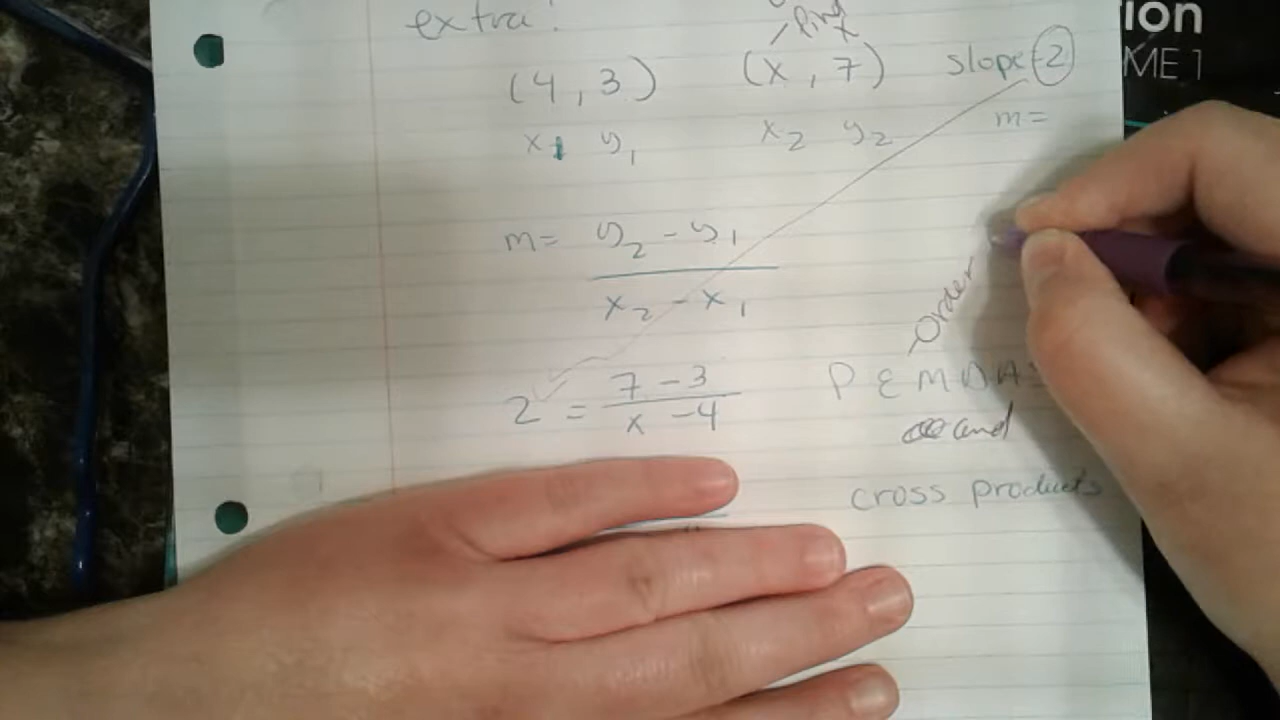 extra!
find x
(4, 3) (x, 7) slope=2
x1 y1 x2 y2 m=
m= y2 - y1
x2 - x1
2 = 7 - 3
x - 4
Order
PEMDAS
and
cross products
ion
ME 1